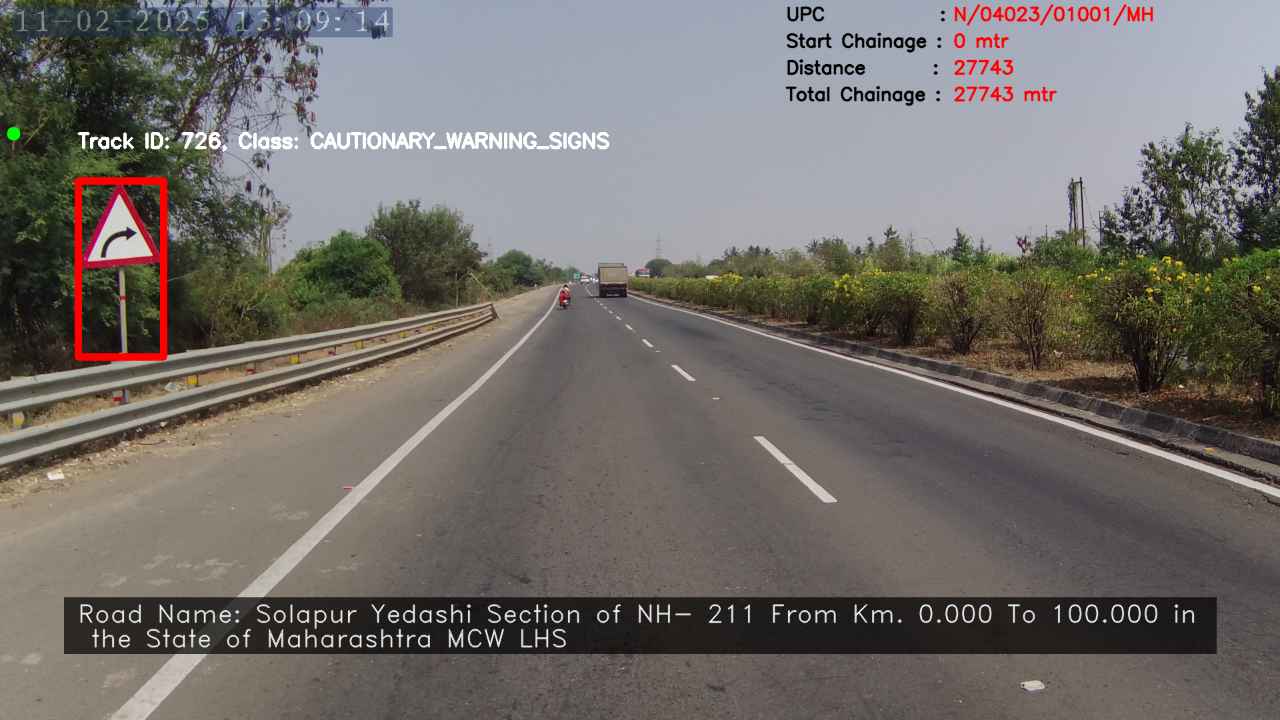 11-02-2025 13:09:14
UPC : N/04023/01001/MH
Start Chainage : 0 mtr
Distance : 27743
Total Chainage : 27743 mtr
Track ID: 726, Class: CAUTIONARY_WARNING_SIGNS
Road Name: Solapur Yedashi Section of NH- 211 From Km. 0.000 To 100.000 in
the State of Maharashtra MCW LHS